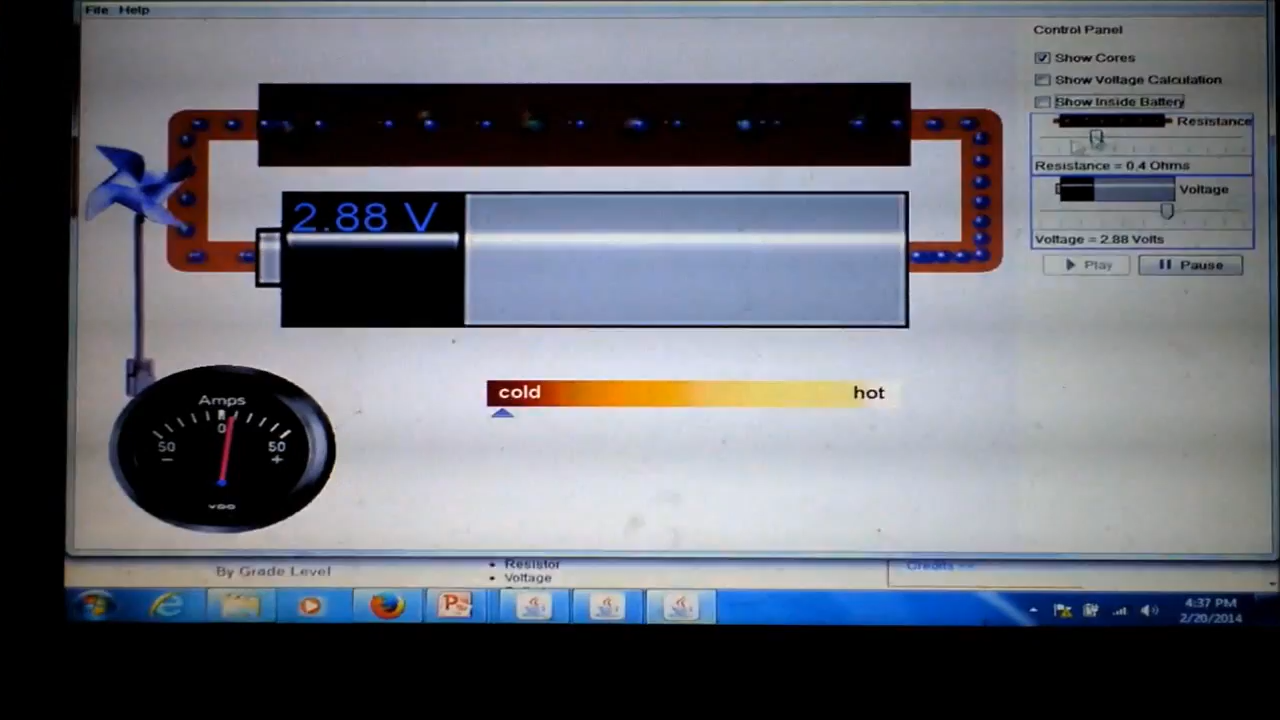 File Help
Control Panel
Show Cores
Show Voltage Calculation
Show Inside Battery
Resistance
Resistance = 0.4 Ohms
Voltage
Voltage = 2.88 Volts
Play
Pause
2.88 V
cold
hot
Amps
0
50
50
−
+
VDO
By Grade Level
• Resistor
• Voltage
Credits
4:37 PM
2/20/2014